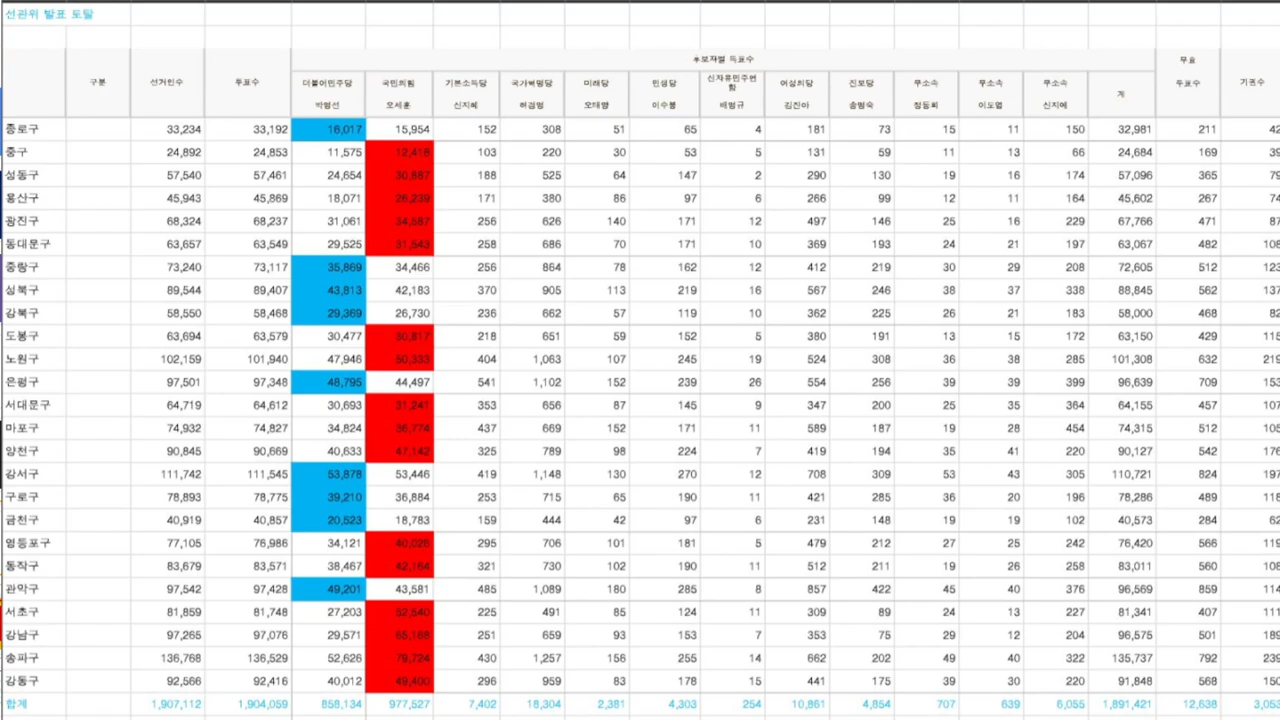 선관위 발표 토탈
후보자별 득표수 무효
구분 선거인수 투표수 더불어민주당 국민의힘 기본소득당 국가혁명당 미래당 민생당 신자유민주연합 여성의당 진보당 무소속 무소속 무소속 계 투표수 기권수
박영선 오세훈 신지혜 허경영 오태양 이수봉 배영규 김진아 송명숙 정동희 이도엽 신지예
종로구 33,234 33,192 16,017 15,954 152 308 51 65 4 181 73 15 11 150 32,981 211 42
중구 24,892 24,853 11,575 12,418 103 220 30 53 5 131 59 11 13 66 24,684 169 39
성동구 57,540 57,461 24,654 30,887 188 525 64 147 2 290 130 19 16 174 57,096 365 79
용산구 45,943 45,869 18,071 26,239 171 380 86 97 6 266 99 12 11 164 45,602 267 74
광진구 68,324 68,237 31,061 34,587 256 626 140 171 12 497 146 25 16 229 67,766 471 87
동대문구 63,657 63,549 29,525 31,543 258 686 70 171 10 369 193 24 21 197 63,067 482 108
중랑구 73,240 73,117 35,869 34,466 256 864 78 162 12 412 219 30 29 208 72,605 512 123
성북구 89,544 89,407 43,813 42,183 370 905 113 219 16 567 246 38 37 338 88,845 562 137
강북구 58,550 58,468 29,369 26,730 236 662 57 119 10 362 225 26 21 183 58,000 468 82
도봉구 63,694 63,579 30,477 30,817 218 651 59 152 5 380 191 13 15 172 63,150 429 115
노원구 102,159 101,940 47,946 50,333 404 1,063 107 245 19 524 308 36 38 285 101,308 632 219
은평구 97,501 97,348 48,795 44,497 541 1,102 152 239 26 554 256 39 39 399 96,639 709 153
서대문구 64,719 64,612 30,693 31,241 353 656 87 145 9 347 200 25 35 364 64,155 457 107
마포구 74,932 74,827 34,824 36,774 437 669 152 171 11 589 187 19 28 454 74,315 512 105
양천구 90,845 90,669 40,633 47,142 325 789 98 224 7 419 194 35 41 220 90,127 542 176
강서구 111,742 111,545 53,878 53,446 419 1,148 130 270 12 708 309 53 43 305 110,721 824 197
구로구 78,893 78,775 39,210 36,884 253 715 65 190 11 421 285 36 20 196 78,286 489 118
금천구 40,919 40,857 20,523 18,783 159 444 42 97 6 231 148 19 19 102 40,573 284 62
영등포구 77,105 76,986 34,121 40,026 295 706 101 181 5 479 212 27 25 242 76,420 566 119
동작구 83,679 83,571 38,467 42,164 321 730 102 190 11 512 211 19 26 258 83,011 560 108
관악구 97,542 97,428 49,201 43,581 485 1,089 180 285 8 857 422 45 40 376 96,569 859 114
서초구 81,859 81,748 27,203 52,540 225 491 85 124 11 309 89 24 13 227 81,341 407 111
강남구 97,265 97,076 29,571 65,168 251 659 93 153 7 353 75 29 12 204 96,575 501 189
송파구 136,768 136,529 52,626 79,724 430 1,257 156 255 14 662 202 49 40 322 135,737 792 239
강동구 92,566 92,416 40,012 49,400 296 959 83 178 15 441 175 39 30 220 91,848 568 150
합계 1,907,112 1,904,059 858,134 977,527 7,402 18,304 2,381 4,303 254 10,861 4,854 707 639 6,055 1,891,421 12,638 3,053